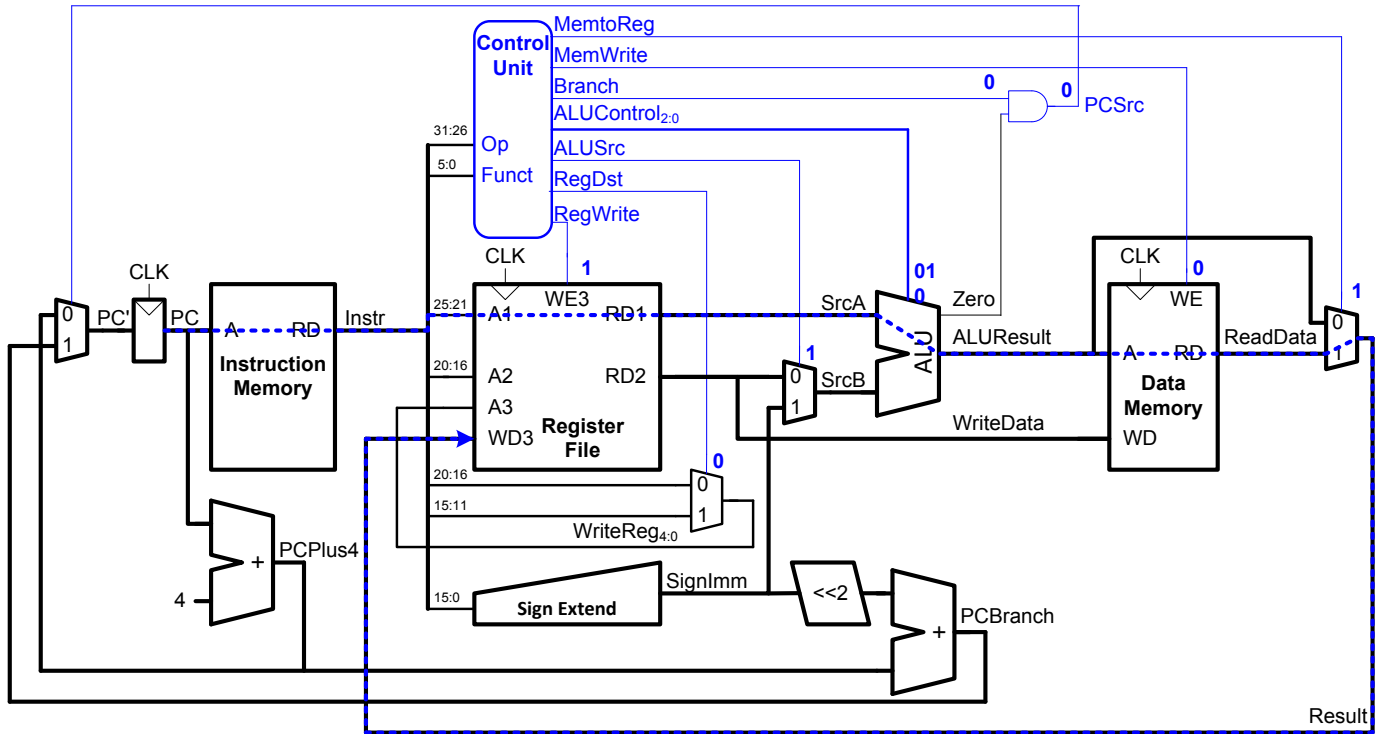 MemtoReg
Control
Unit
MemWrite
Branch
0
0
PCSrc
ALUControl2:0
31:26
Op
ALUSrc
5:0
Funct
RegDst
RegWrite
CLK
CLK
CLK
1
01
0
0
WE3
WE
1
0
1
PC'
PC
A
RD
Instr
Instruction
Memory
25:21
A1
RD1
SrcA
Zero
ALU
ALUResult
A
RD
ReadData
0
1
Data
Memory
20:16
A2
RD2
1
0
1
SrcB
A3
Register
File
WD3
WriteData
WD
20:16
0
0
1
15:11
WriteReg4:0
PCPlus4
+
4
SignImm
15:0
Sign Extend
<<2
PCBranch
+
Result